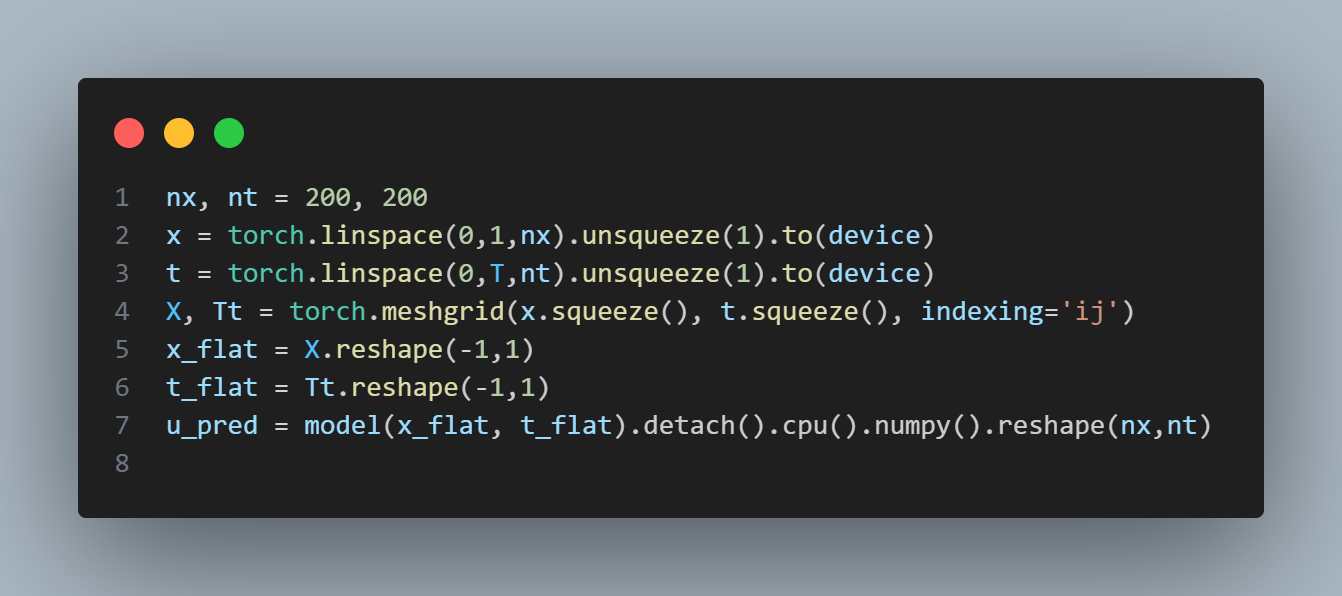 1 nx, nt = 200, 200
2 x = torch.linspace(0,1,nx).unsqueeze(1).to(device)
3 t = torch.linspace(0,T,nt).unsqueeze(1).to(device)
4 X, Tt = torch.meshgrid(x.squeeze(), t.squeeze(), indexing='ij')
5 x_flat = X.reshape(-1,1)
6 t_flat = Tt.reshape(-1,1)
7 u_pred = model(x_flat, t_flat).detach().cpu().numpy().reshape(nx,nt)
8